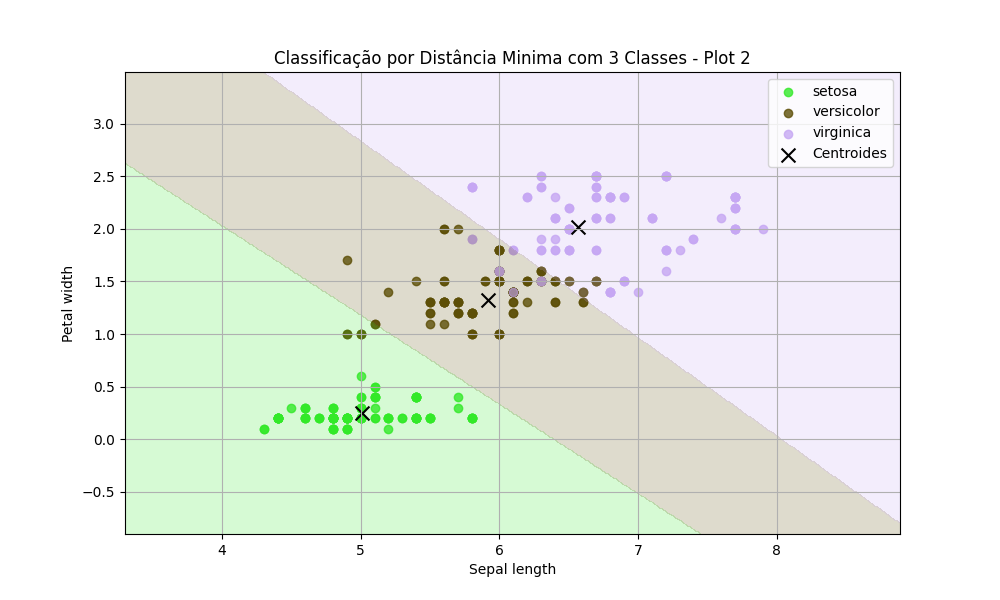 Classificação por Distância Minima com 3 Classes - Plot 2
setosa
versicolor
virginica
Centroides
Petal width
3.0
2.5
2.0
1.5
1.0
0.5
0.0
−0.5
4 5 6 7 8
Sepal length